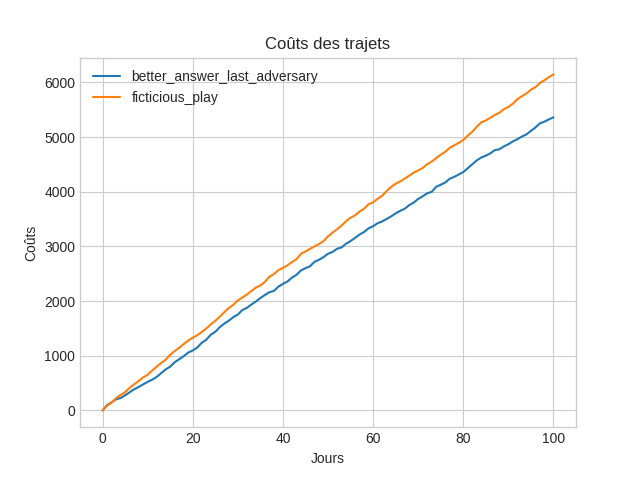 Coûts des trajets
better_answer_last_adversary
ficticious_play
6000
5000
4000
3000
2000
1000
0
Coûts
0 20 40 60 80 100
Jours